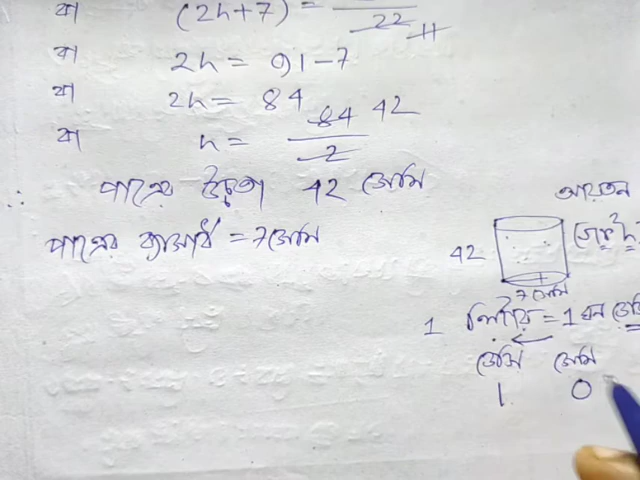 বা (2h+7) =
22 11
বা 2h = 91-7
বা 2h = 84
বা h = 84 42
2
∴ পাত্রের উচ্চতা 42 সেমি
পাত্রের ব্যাসার্ধ = 7 সেমি
আয়তন
42
7 সেমি
1 লিটার = 1 ঘন ডেসি
ডেসি সেমি
1 0